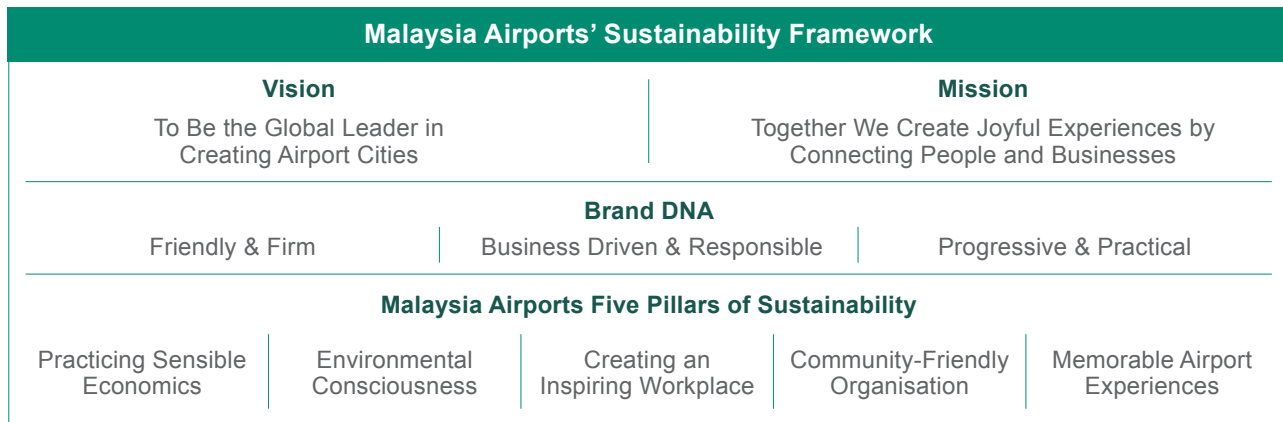 Malaysia Airports' Sustainability Framework
Vision
To Be the Global Leader in
Creating Airport Cities
Mission
Together We Create Joyful Experiences by
Connecting People and Businesses
Brand DNA
Friendly & Firm
Business Driven & Responsible
Progressive & Practical
Malaysia Airports Five Pillars of Sustainability
Practicing Sensible
Economics
Environmental
Consciousness
Creating an
Inspiring Workplace
Community-Friendly
Organisation
Memorable Airport
Experiences